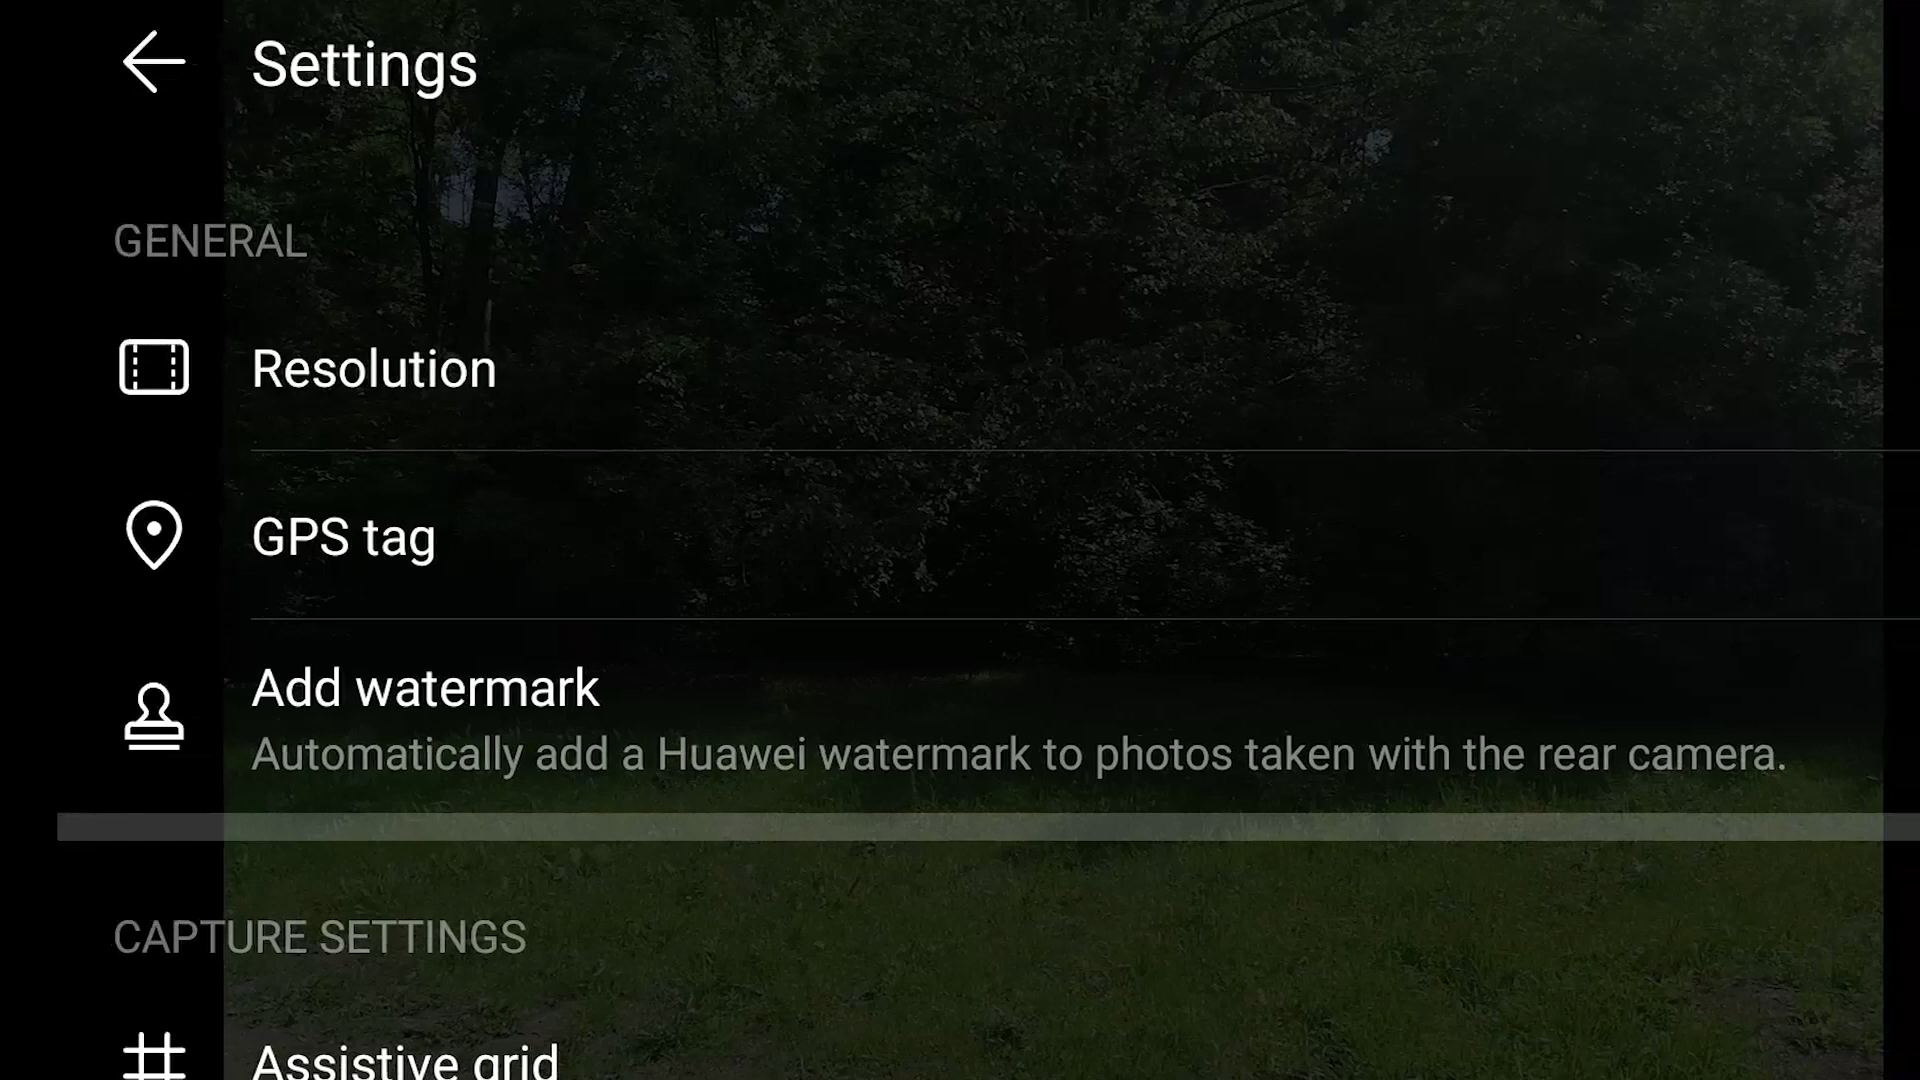 Settings
GENERAL
Resolution
GPS tag
Add watermark
Automatically add a Huawei watermark to photos taken with the rear camera.
CAPTURE SETTINGS
Assistive grid